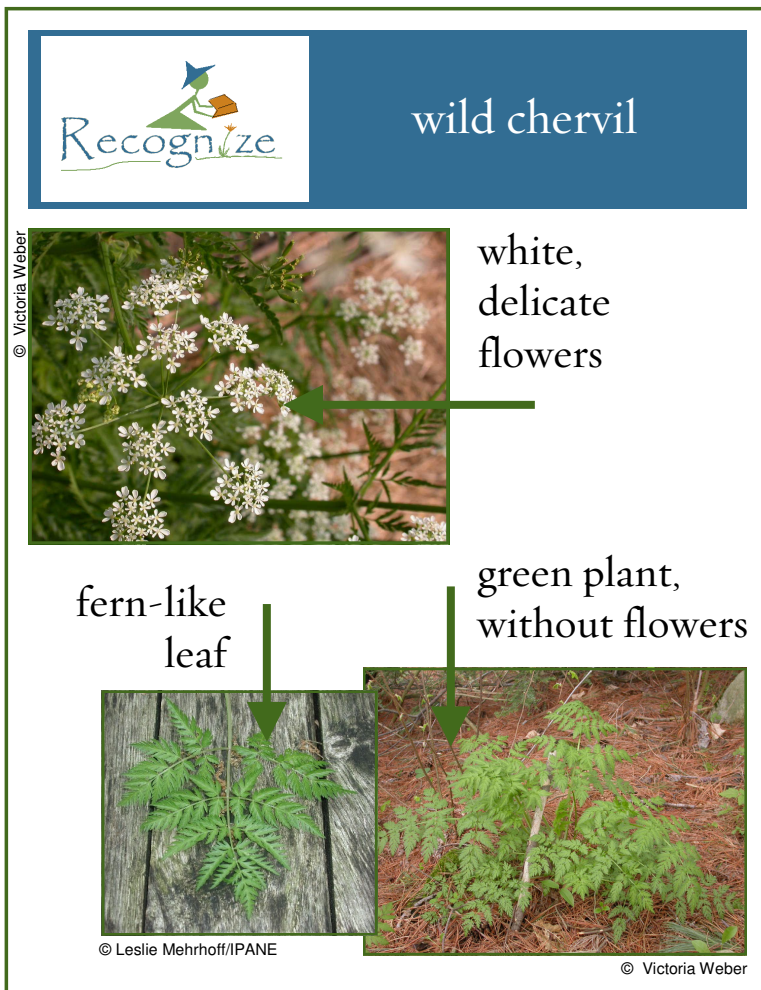 Recognize
wild chervil
© Victoria Weber
white,
delicate
flowers
fern-like
leaf
green plant,
without flowers
© Leslie Mehrhoff/IPANE
© Victoria Weber